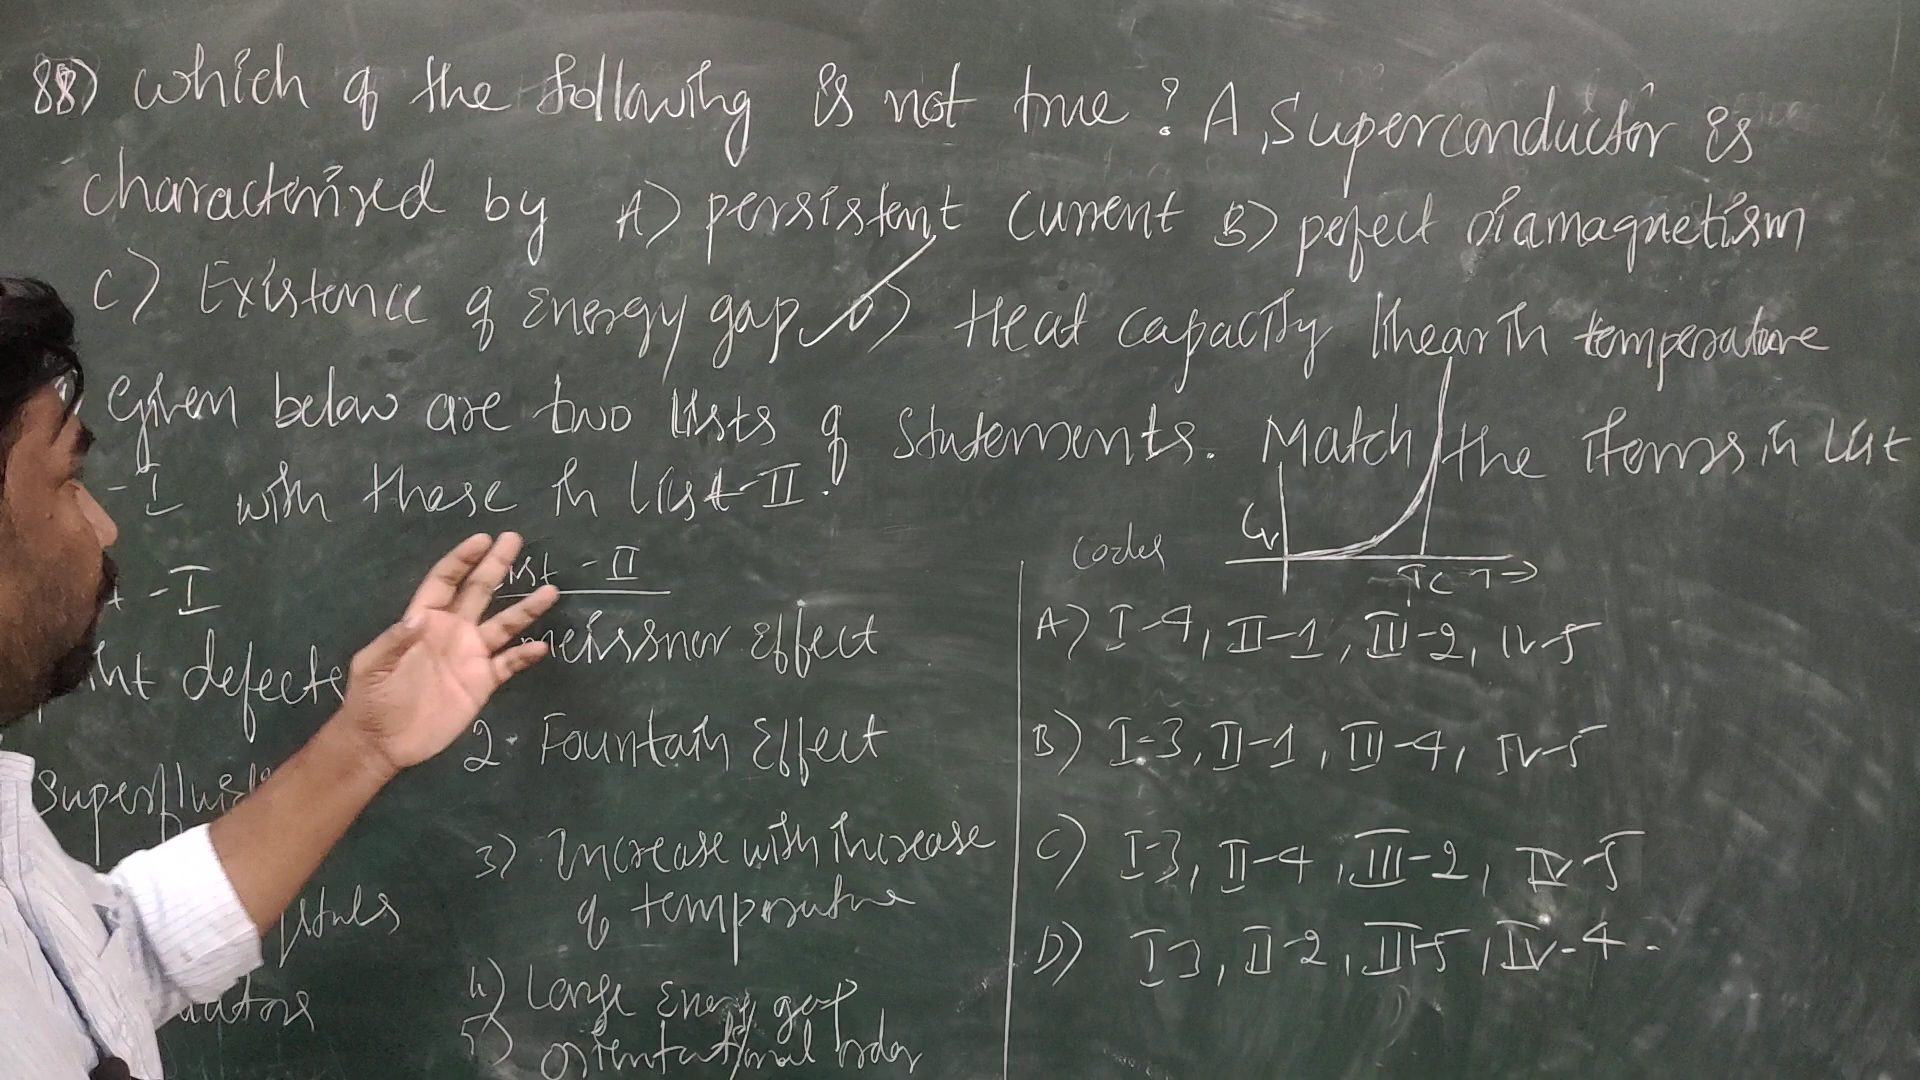 88) which of the following is not true? A Superconductor is
characterized by A) persistent current B) pefect diamagnetism
C) Existence of Energy gap D) Heat capacity linear in temperature
Given below are two lists of statements. Match the items in list
-I with those in list-II.
-I
List - II
defects
meissner Effect
2. Fountain Effect
3) Increase with increase
of temperature
4) Large Energy gap
5) orientational order
codes
Cv
Tc T→
A) I-4, II-1, III-2, IV-5
B) I-3, II-1, III-4, IV-5
C) I-3, II-4, III-2, IV-5
D) I-3, II-2, III-5, IV-4.